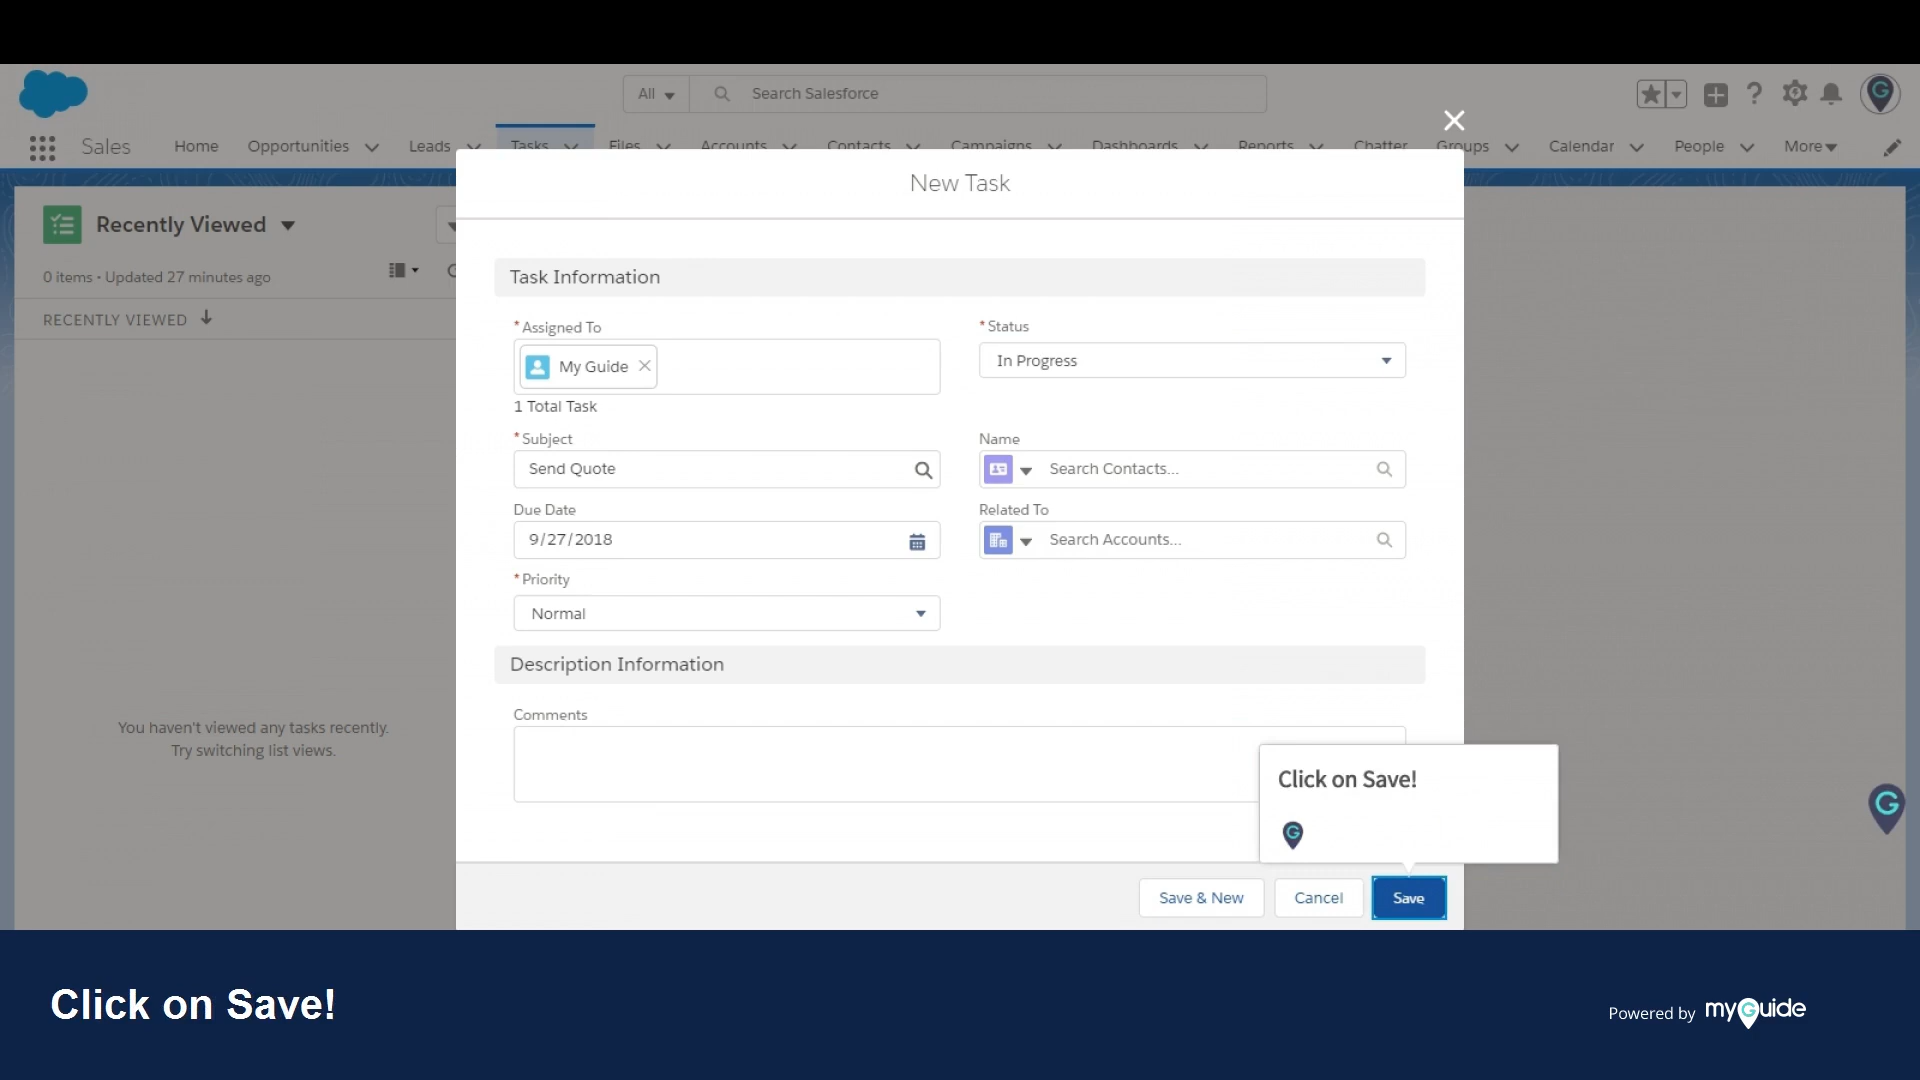 All
Search Salesforce
Sales Home Opportunities Leads Tasks Files Accounts Contacts Campaigns Dashboards Reports Chatter Groups Calendar People More
New Task
Recently Viewed
0 items • Updated 27 minutes ago
RECENTLY VIEWED
You haven't viewed any tasks recently.
Try switching list views.
Task Information
*Assigned To
My Guide
1 Total Task
*Status
In Progress
*Subject
Send Quote
Name
Search Contacts...
Due Date
9/27/2018
Related To
Search Accounts...
*Priority
Normal
Description Information
Comments
Click on Save!
Save & New
Cancel
Save
Click on Save!
Powered by myGuide